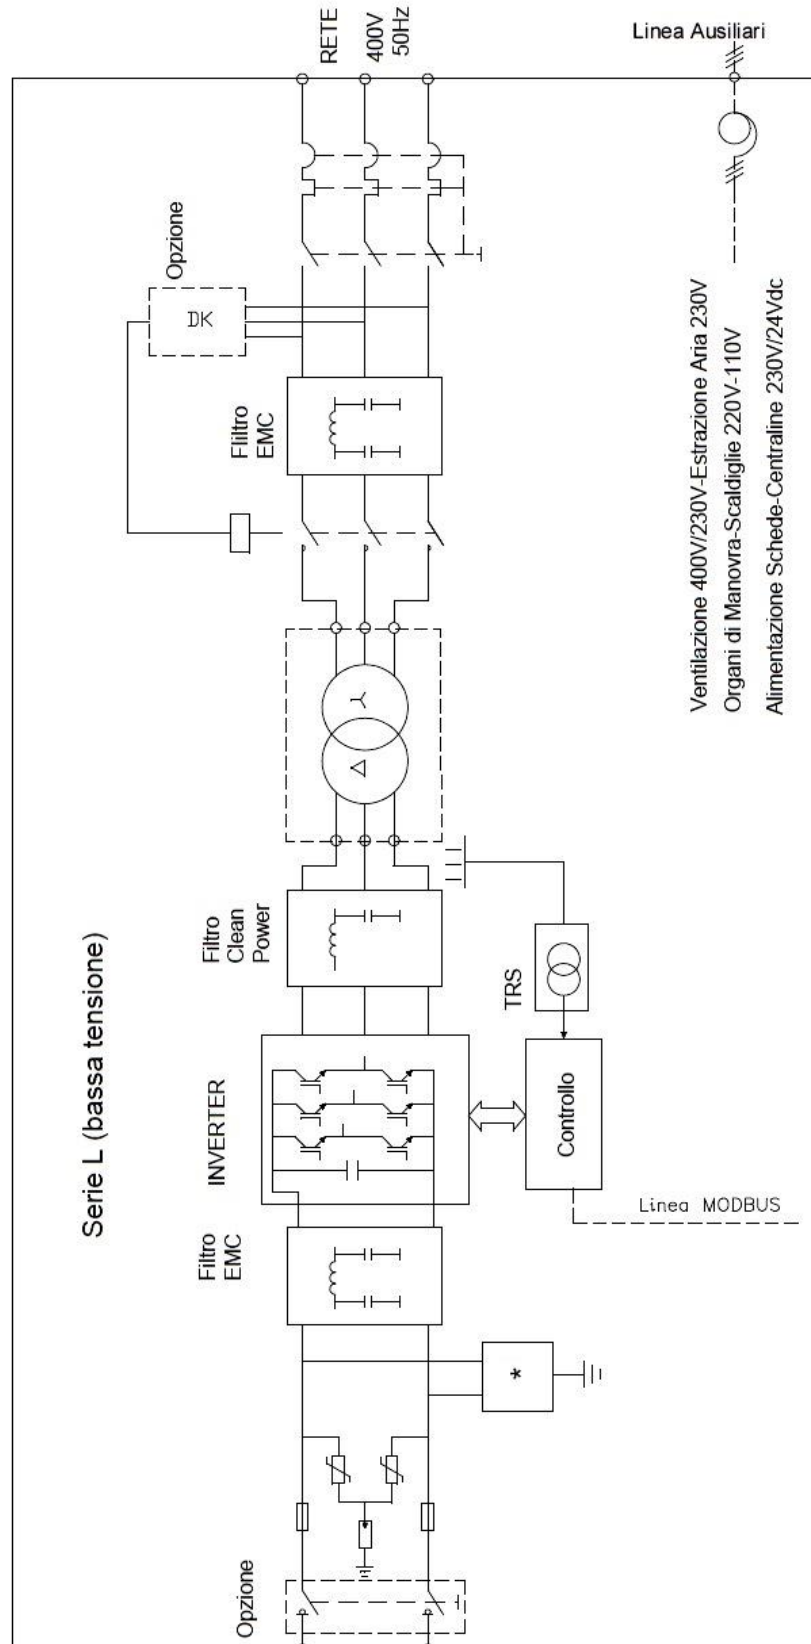 RETE
400V
50Hz
Linea Ausiliari
Opzione
DK
Fliltro
EMC
Ventilazione 400V/230V-Estrazione Aria 230V
Organi di Manovra-Scaldiglie 220V-110V
Alimentazione Schede-Centraline 230V/24Vdc
Serie L (bassa tensione)
Filtro
Clean
Power
TRS
INVERTER
Controllo
Linea MODBUS
Filtro
EMC
*
Opzione